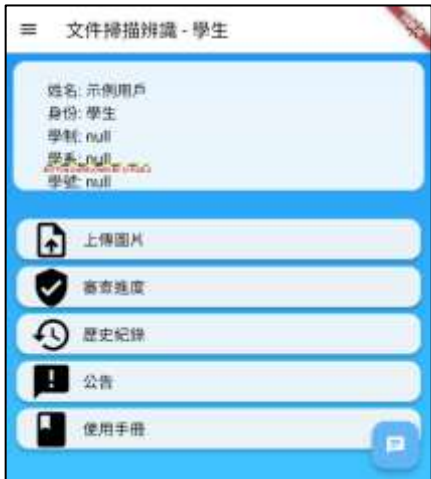 文件掃描辨識 - 學生
姓名: 示例用戶
身份: 學生
學制: null
學系: null
學號: null
上傳圖片
審查進度
歷史紀錄
公告
使用手冊